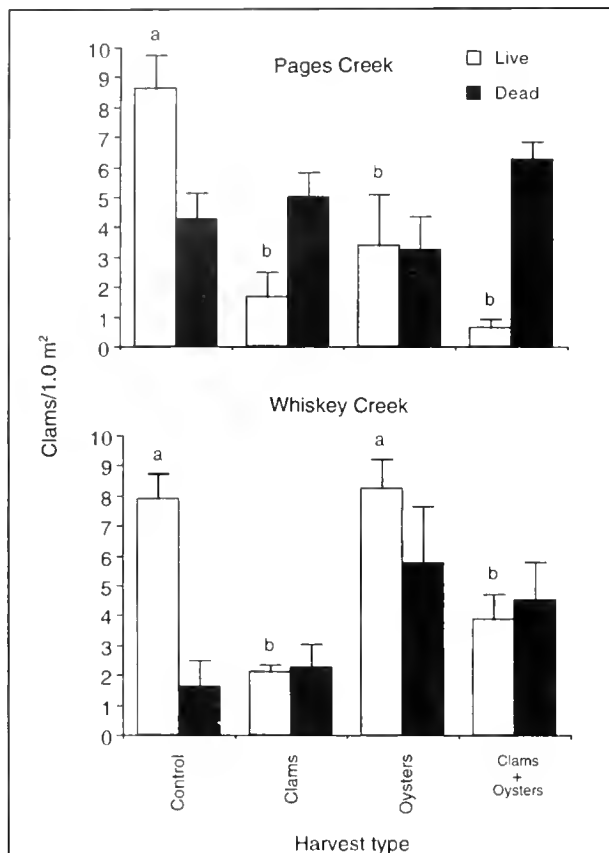 Pages Creek
Live
Dead
a
b
b
b
10
9
8
7
6
5
4
3
2
1
0
Clams/1.0 m²
Whiskey Creek
a
b
a
b
10
9
8
7
6
5
4
3
2
1
0
Control
Clams
Oysters
Clams
+
Oysters
Harvest type